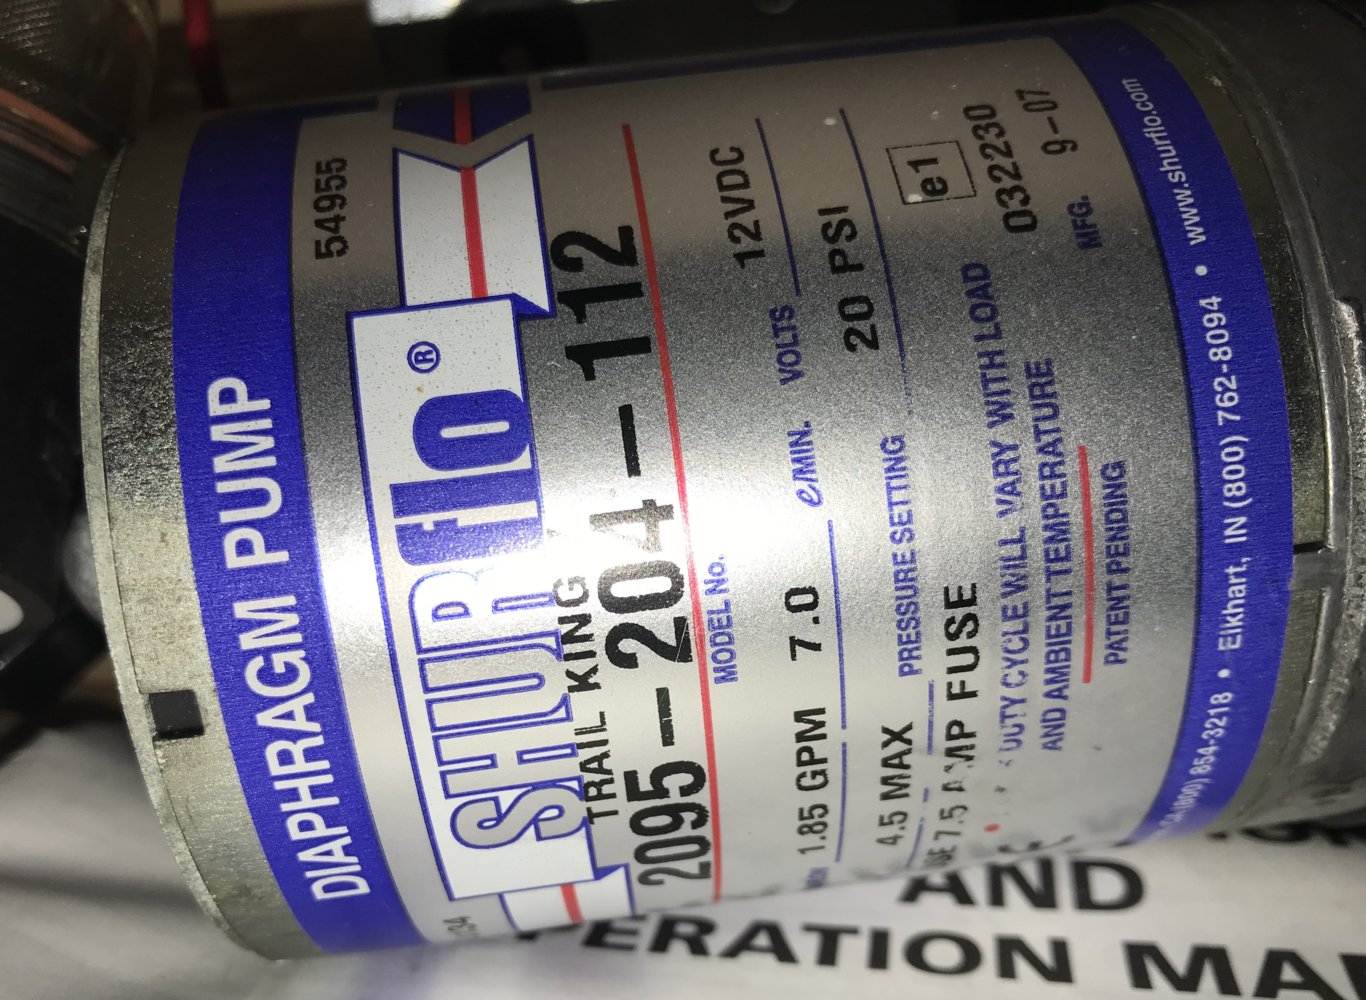 DIAPHRAGM PUMP
54955
SHURflo®
TRAIL KING
2095-204-112
MODEL No.
1.85 GPM 7.0 ℓ/MIN. VOLTS 12VDC
4.5 MAX PRESSURE SETTING 20 PSI
7.5 AMP FUSE e1
DUTY CYCLE WILL VARY WITH LOAD 032230
AND AMBIENT TEMPERATURE MFG. 9-07
PATENT PENDING
(800) 854-3218 • Elkhart, IN (800) 762-8094 • www.shurflo.com
AND